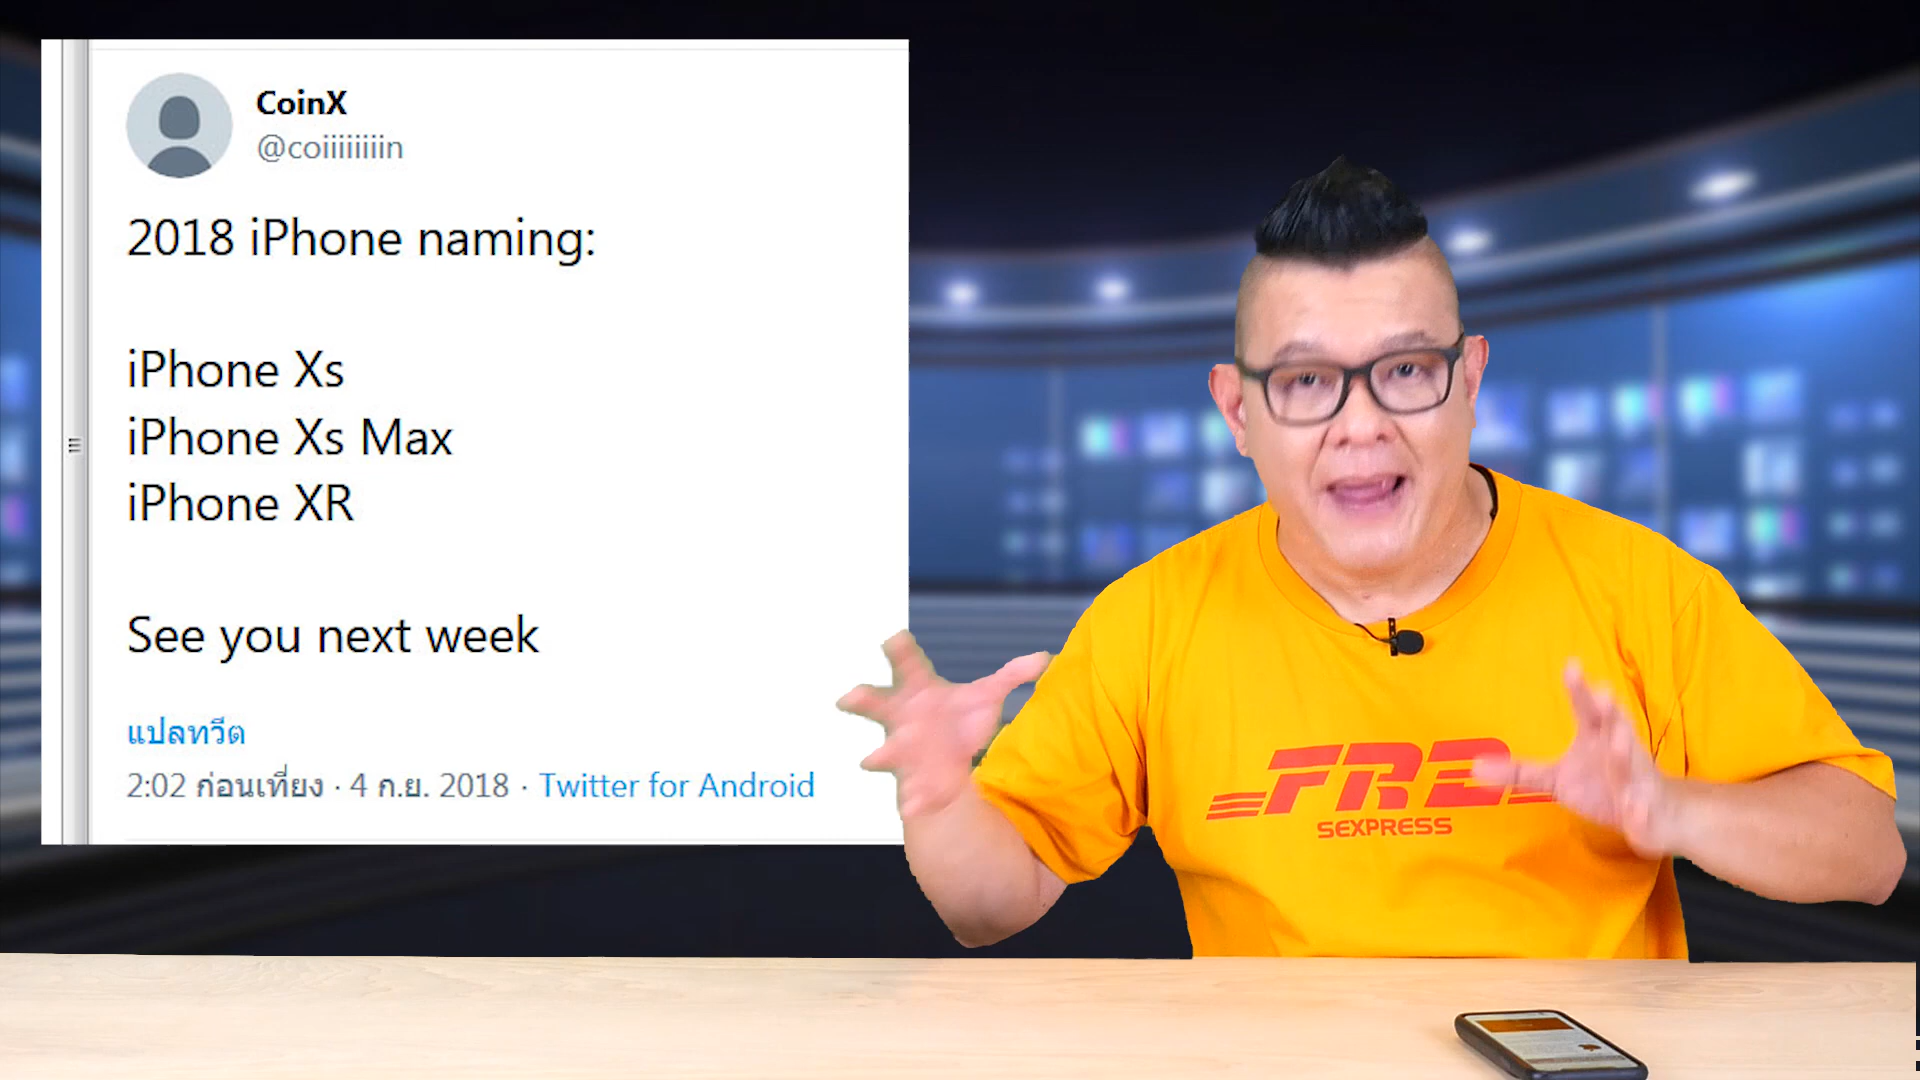 CoinX
@coiiiiiiiin
2018 iPhone naming:
iPhone Xs
iPhone Xs Max
iPhone XR
See you next week
แปลทวีต
2:02 ก่อนเที่ยง · 4 ก.ย. 2018 · Twitter for Android
FRD
SEXPRESS